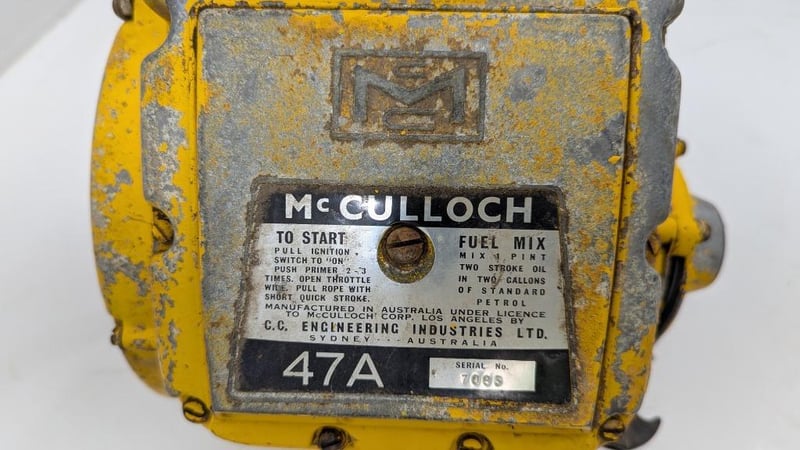 McCULLOCH
TO START
PULL IGNITION
SWITCH TO "ON"
PUSH PRIMER 2-3
TIMES. OPEN THROTTLE
WIDE. PULL ROPE WITH
SHORT QUICK STROKE.
FUEL MIX
MIX 1 PINT
TWO STROKE OIL
IN TWO GALLONS
OF STANDARD
PETROL
MANUFACTURED IN AUSTRALIA UNDER LICENCE
TO McCULLOCH CORP. LOS ANGELES BY
C.C. ENGINEERING INDUSTRIES LTD.
SYDNEY - - - AUSTRALIA
47A
SERIAL No.